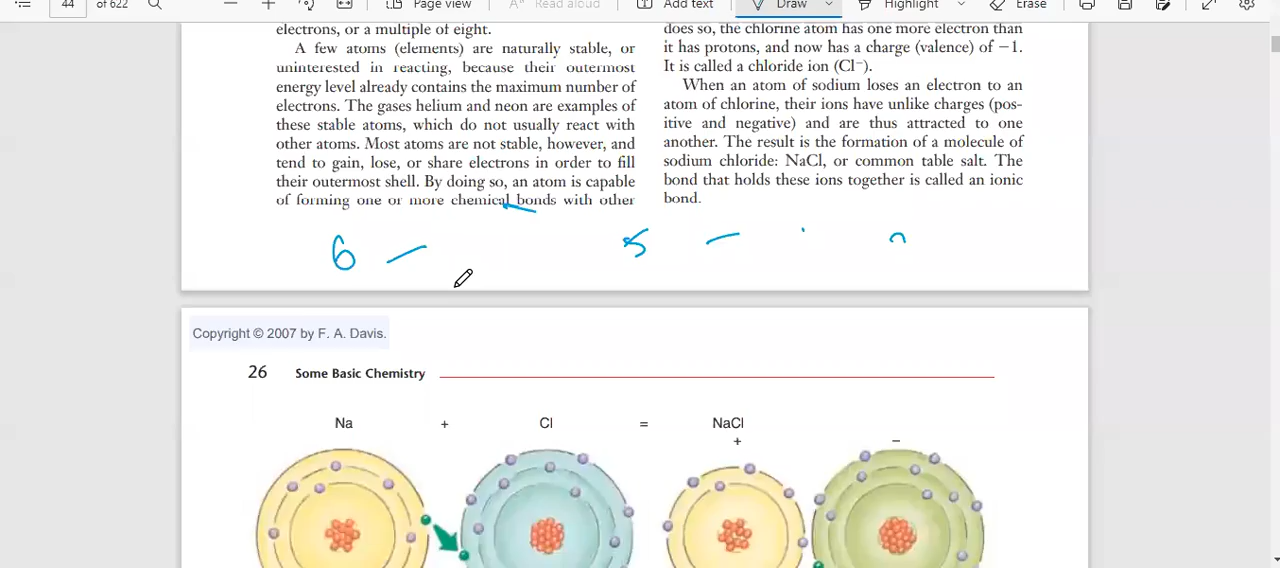 44
of 622
Page view
Read aloud
Add text
Draw
Highlight
Erase
electrons, or a multiple of eight.
A few atoms (elements) are naturally stable, or
uninterested in reacting, because their outermost
energy level already contains the maximum number of
electrons. The gases helium and neon are examples of
these stable atoms, which do not usually react with
other atoms. Most atoms are not stable, however, and
tend to gain, lose, or share electrons in order to fill
their outermost shell. By doing so, an atom is capable
of forming one or more chemical bonds with other
does so, the chlorine atom has one more electron than
it has protons, and now has a charge (valence) of −1.
It is called a chloride ion (Cl⁻).
When an atom of sodium loses an electron to an
atom of chlorine, their ions have unlike charges (pos-
itive and negative) and are thus attracted to one
another. The result is the formation of a molecule of
sodium chloride: NaCl, or common table salt. The
bond that holds these ions together is called an ionic
bond.
6 —
Copyright © 2007 by F. A. Davis.
26 Some Basic Chemistry
Na + Cl = NaCl
+ −